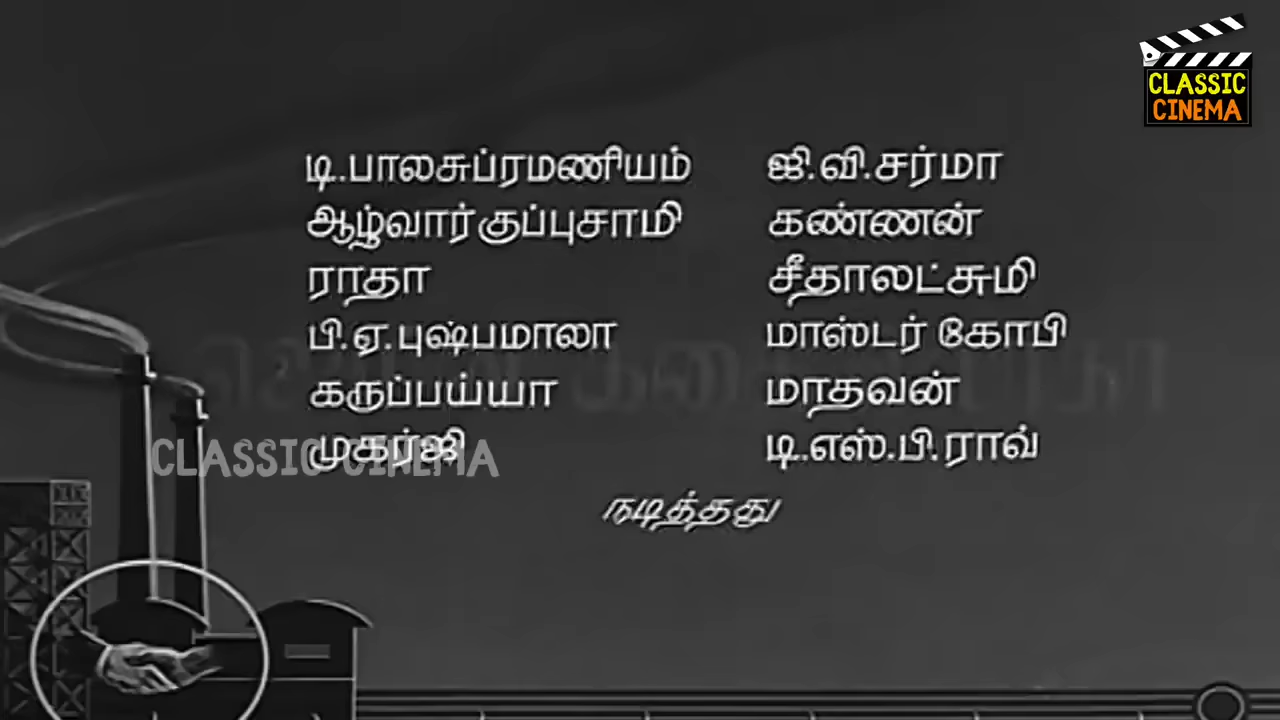 CLASSIC
CINEMA
டி.பாலசுப்ரமணியம்
ஆழ்வார்குப்புசாமி
ராதா
பி.ஏ.புஷ்பமாலா
கருப்பய்யா
முகர்ஜி
ஜி.வி.சர்மா
கண்ணன்
சீதாலட்சுமி
மாஸ்டர் கோபி
மாதவன்
டி.எஸ்.பி.ராவ்
CLASSIC CINEMA
நடித்தது